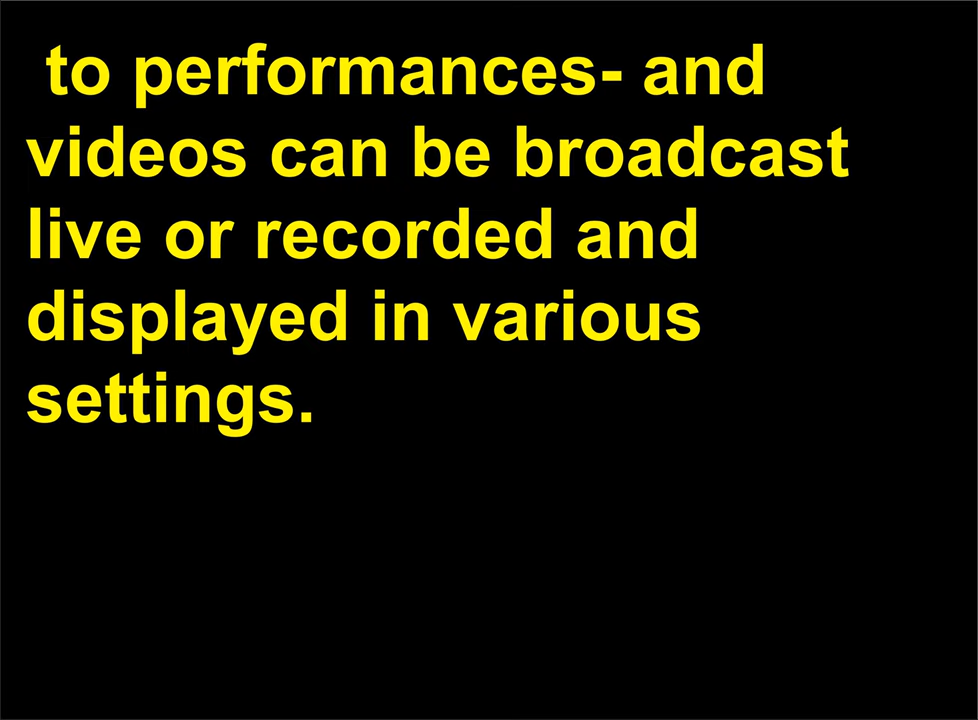 to performances- and
videos can be broadcast
live or recorded and
displayed in various
settings.